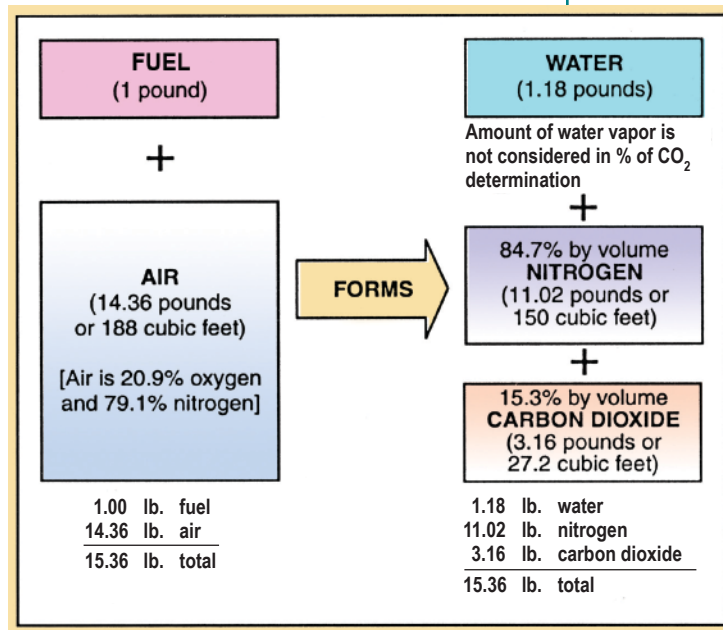 FUEL
(1 pound)
+
AIR
(14.36 pounds
or 188 cubic feet)
[Air is 20.9% oxygen
and 79.1% nitrogen]
1.00 lb. fuel
14.36 lb. air
15.36 lb. total
FORMS
WATER
(1.18 pounds)
Amount of water vapor is
not considered in % of CO₂
determination
+
84.7% by volume
NITROGEN
(11.02 pounds or
150 cubic feet)
+
15.3% by volume
CARBON DIOXIDE
(3.16 pounds or
27.2 cubic feet)
1.18 lb. water
11.02 lb. nitrogen
3.16 lb. carbon dioxide
15.36 lb. total